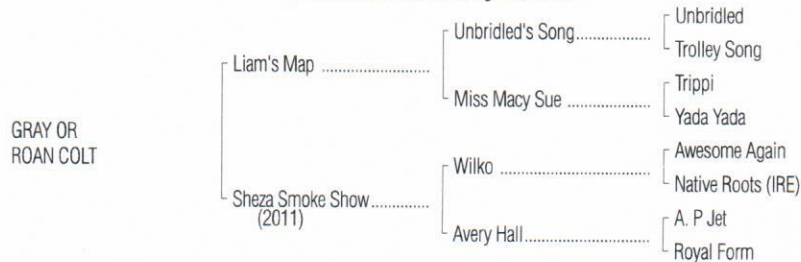 Unbridled
Unbridled's Song
Trolley Song
Liam's Map
Trippi
Miss Macy Sue
Yada Yada
GRAY OR
ROAN COLT
Awesome Again
Wilko
Native Roots (IRE)
Sheza Smoke Show
(2011)
A. P Jet
Avery Hall
Royal Form